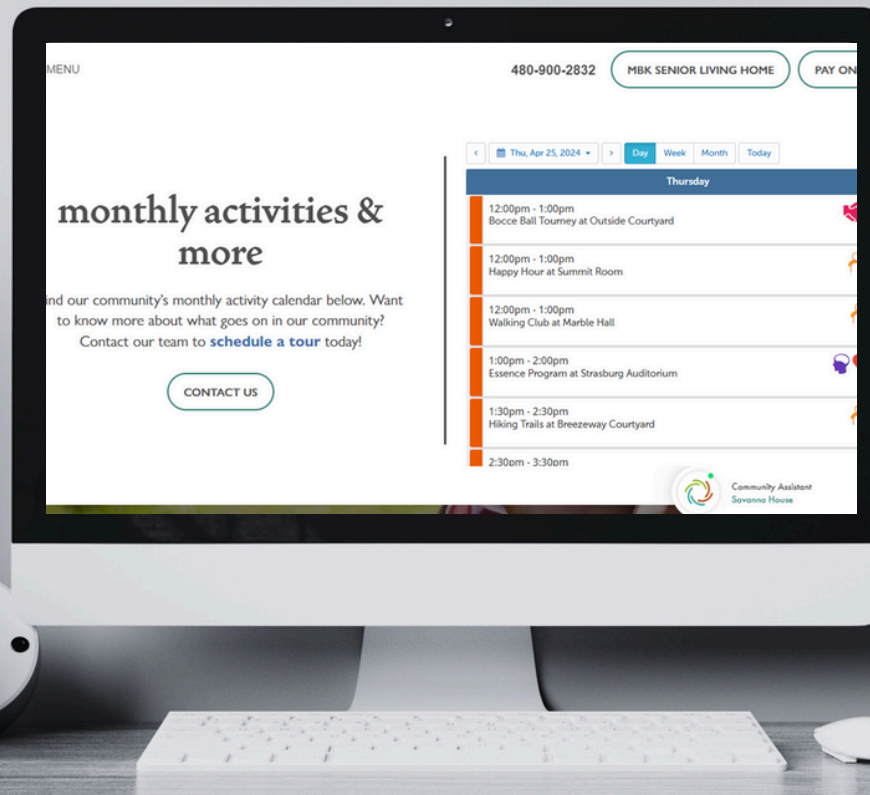 MENU
480-900-2832
MBK SENIOR LIVING HOME
PAY ON
monthly activities &
more
ind our community's monthly activity calendar below. Want
to know more about what goes on in our community?
Contact our team to schedule a tour today!
CONTACT US
Thu, Apr 25, 2024
Day
Week
Month
Today
Thursday
12:00pm - 1:00pm
Bocce Ball Tourney at Outside Courtyard
12:00pm - 1:00pm
Happy Hour at Summit Room
12:00pm - 1:00pm
Walking Club at Marble Hall
1:00pm - 2:00pm
Essence Program at Strasburg Auditorium
1:30pm - 2:30pm
Hiking Trails at Breezeway Courtyard
2:30pm - 3:30pm
Community Assistant
Savanna House